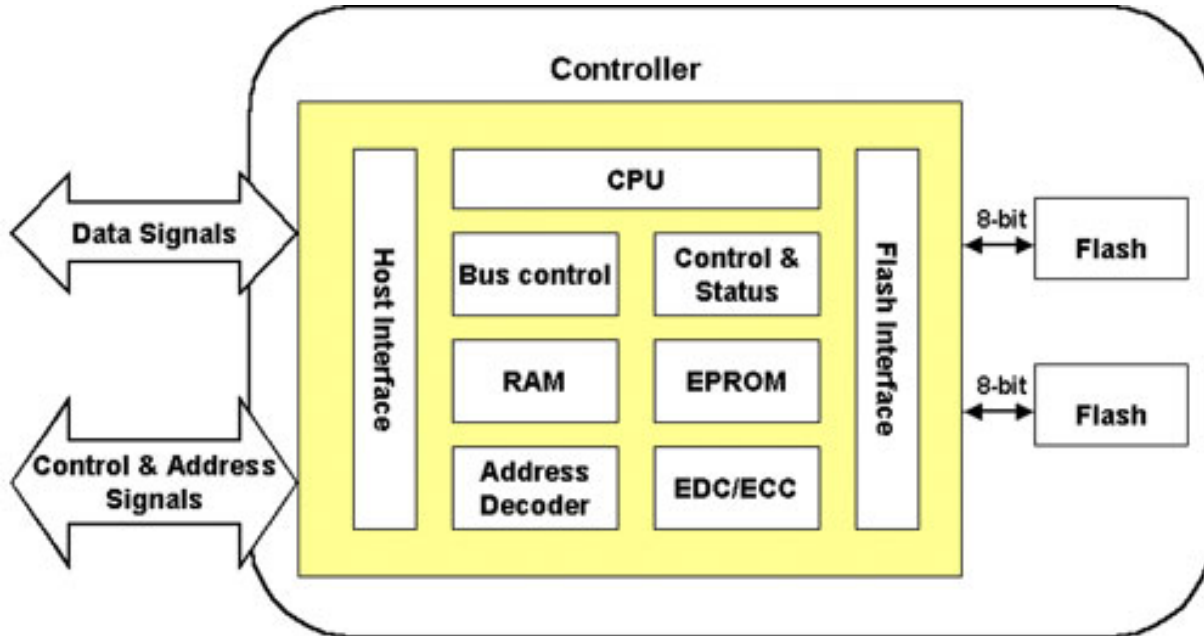 Controller
CPU
Data Signals
Host Interface
Bus control
Control &
Status
Flash Interface
8-bit
Flash
RAM
EPROM
8-bit
Flash
Control & Address
Signals
Address
Decoder
EDC/ECC